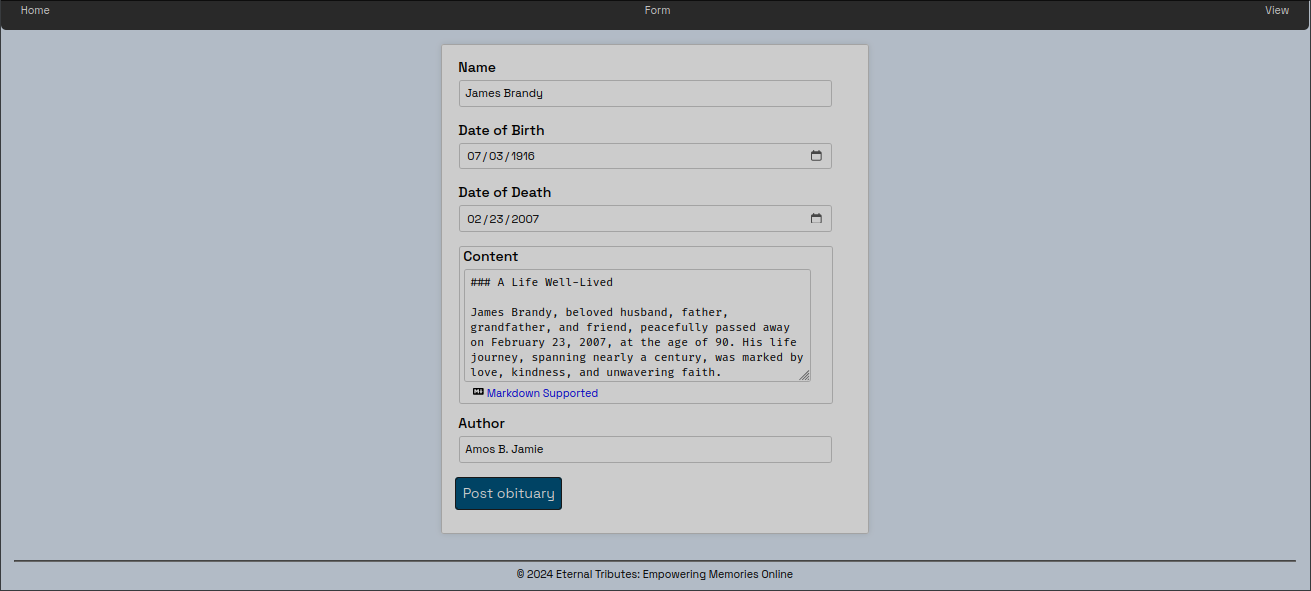 Home Form View
Name
James Brandy
Date of Birth
07/03/1916
Date of Death
02/23/2007
Content
### A Life Well-Lived
James Brandy, beloved husband, father,
grandfather, and friend, peacefully passed away
on February 23, 2007, at the age of 90. His life
journey, spanning nearly a century, was marked by
love, kindness, and unwavering faith.
Markdown Supported
Author
Amos B. Jamie
Post obituary
© 2024 Eternal Tributes: Empowering Memories Online